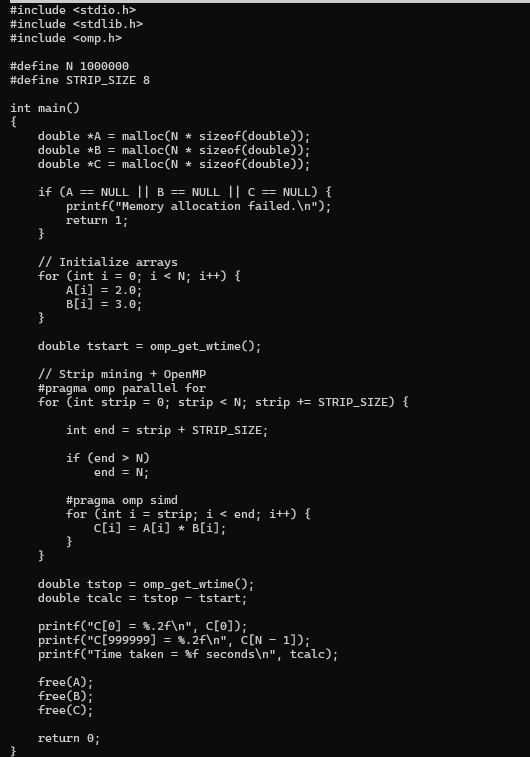 #include <stdio.h>
#include <stdlib.h>
#include <omp.h>

#define N 1000000
#define STRIP_SIZE 8

int main()
{
    double *A = malloc(N * sizeof(double));
    double *B = malloc(N * sizeof(double));
    double *C = malloc(N * sizeof(double));

    if (A == NULL || B == NULL || C == NULL) {
        printf("Memory allocation failed.\n");
        return 1;
    }

    // Initialize arrays
    for (int i = 0; i < N; i++) {
        A[i] = 2.0;
        B[i] = 3.0;
    }

    double tstart = omp_get_wtime();

    // Strip mining + OpenMP
    #pragma omp parallel for
    for (int strip = 0; strip < N; strip += STRIP_SIZE) {

        int end = strip + STRIP_SIZE;

        if (end > N)
            end = N;

        #pragma omp simd
        for (int i = strip; i < end; i++) {
            C[i] = A[i] * B[i];
        }
    }

    double tstop = omp_get_wtime();
    double tcalc = tstop - tstart;

    printf("C[0] = %.2f\n", C[0]);
    printf("C[999999] = %.2f\n", C[N - 1]);
    printf("Time taken = %f seconds\n", tcalc);

    free(A);
    free(B);
    free(C);

    return 0;
}